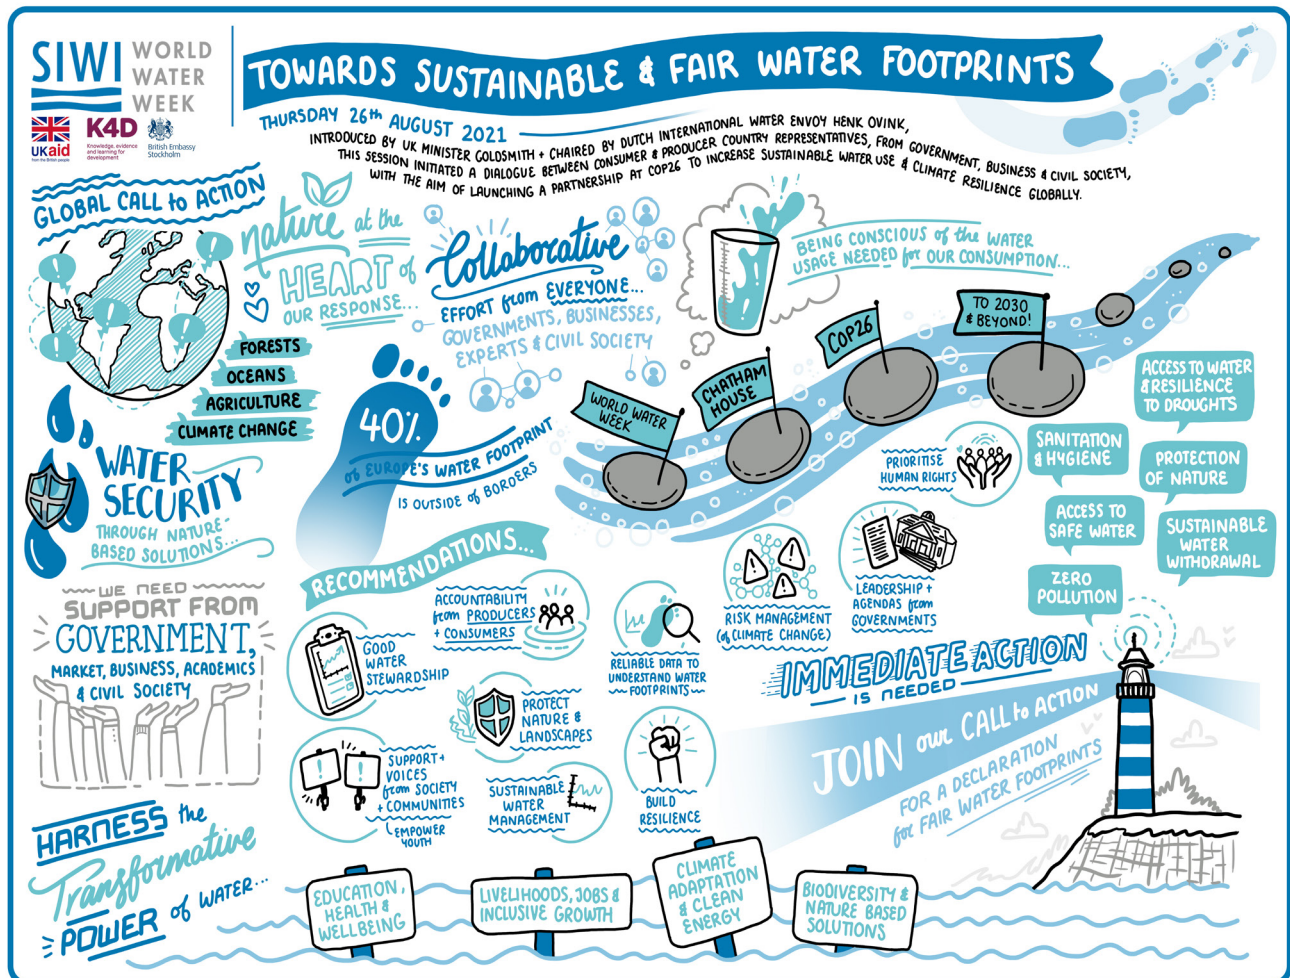 SIWI WORLD
WATER
WEEK
UKaid
from the British people
K4D
Knowledge, evidence
and learning for
development
British Embassy
Stockholm
TOWARDS SUSTAINABLE & FAIR WATER FOOTPRINTS
THURSDAY 26th AUGUST 2021
INTRODUCED BY UK MINISTER GOLDSMITH + CHAIRED BY DUTCH INTERNATIONAL WATER ENVOY HENK OVINK,
THIS SESSION INITIATED A DIALOGUE BETWEEN CONSUMER & PRODUCER COUNTRY REPRESENTATIVES, FROM GOVERNMENT, BUSINESS & CIVIL SOCIETY,
WITH THE AIM OF LAUNCHING A PARTNERSHIP AT COP26 TO INCREASE SUSTAINABLE WATER USE & CLIMATE RESILIENCE GLOBALLY.
GLOBAL CALL to ACTION
nature at the
HEART of
OUR RESPONSE...
FORESTS
OCEANS
AGRICULTURE
CLIMATE CHANGE
Collaborative
EFFORT from EVERYONE...
GOVERNMENTS, BUSINESSES,
EXPERTS & CIVIL SOCIETY
BEING CONSCIOUS of the WATER
USAGE NEEDED for OUR CONSUMPTION...
WORLD WATER
WEEK
CHATHAM
HOUSE
COP26
TO 2030
& BEYOND!
40%
of EUROPE'S WATER FOOTPRINT
IS OUTSIDE of BORDERS
WATER
SECURITY
THROUGH NATURE-
BASED SOLUTIONS...
WE NEED
SUPPORT FROM
GOVERNMENT,
MARKET, BUSINESS, ACADEMICS
& CIVIL SOCIETY
HARNESS the
Transformative
POWER of WATER...
RECOMMENDATIONS...
GOOD
WATER
STEWARDSHIP
ACCOUNTABILITY
from PRODUCERS
+ CONSUMERS
RELIABLE DATA TO
UNDERSTAND WATER
FOOTPRINTS
RISK MANAGEMENT
(of CLIMATE CHANGE)
LEADERSHIP +
AGENDAS from
GOVERNMENTS
PRIORITISE
HUMAN RIGHTS
PROTECT
NATURE &
LANDSCAPES
SUPPORT +
VOICES
from SOCIETY
+ COMMUNITIES
EMPOWER
YOUTH
SUSTAINABLE
WATER
MANAGEMENT
BUILD
RESILIENCE
ACCESS TO WATER
& RESILIENCE
TO DROUGHTS
SANITATION
& HYGIENE
PROTECTION
OF NATURE
ACCESS TO
SAFE WATER
SUSTAINABLE
WATER
WITHDRAWAL
ZERO
POLLUTION
IMMEDIATE ACTION
IS NEEDED
JOIN our CALL to ACTION
FOR A DECLARATION
for FAIR WATER FOOTPRINTS
EDUCATION,
HEALTH &
WELLBEING
LIVELIHOODS, JOBS &
INCLUSIVE GROWTH
CLIMATE
ADAPTATION
& CLEAN
ENERGY
BIODIVERSITY &
NATURE BASED
SOLUTIONS